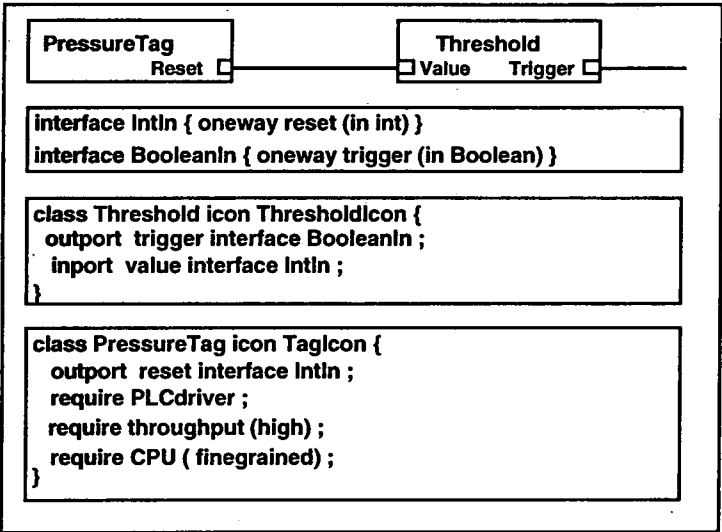 PressureTag
Reset
Threshold
Value Trigger
interface IntIn { oneway reset (in int) }
interface BooleanIn { oneway trigger (in Boolean) }
class Threshold icon ThresholdIcon {
outport trigger interface BooleanIn ;
inport value interface IntIn ;
}
class PressureTag icon TagIcon {
outport reset interface IntIn ;
require PLCdriver ;
require throughput (high) ;
require CPU ( finegrained) ;
}